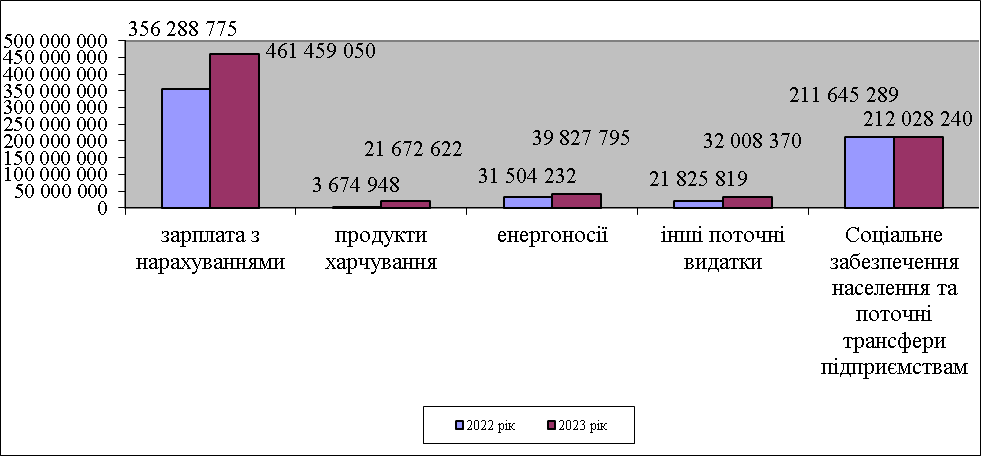 356 288 775
461 459 050
500 000 000
450 000 000
400 000 000
350 000 000
300 000 000
250 000 000
200 000 000
150 000 000
100 000 000
50 000 000
0
3 674 948
21 672 622
31 504 232
39 827 795
21 825 819
32 008 370
211 645 289
212 028 240
зарплата з
нарахуваннями
продукти
харчування
енергоносії
інші поточні
видатки
Соціальне
забезпечення
населення та
поточні
трансфери
підприємствам
2022 рік
2023 рік